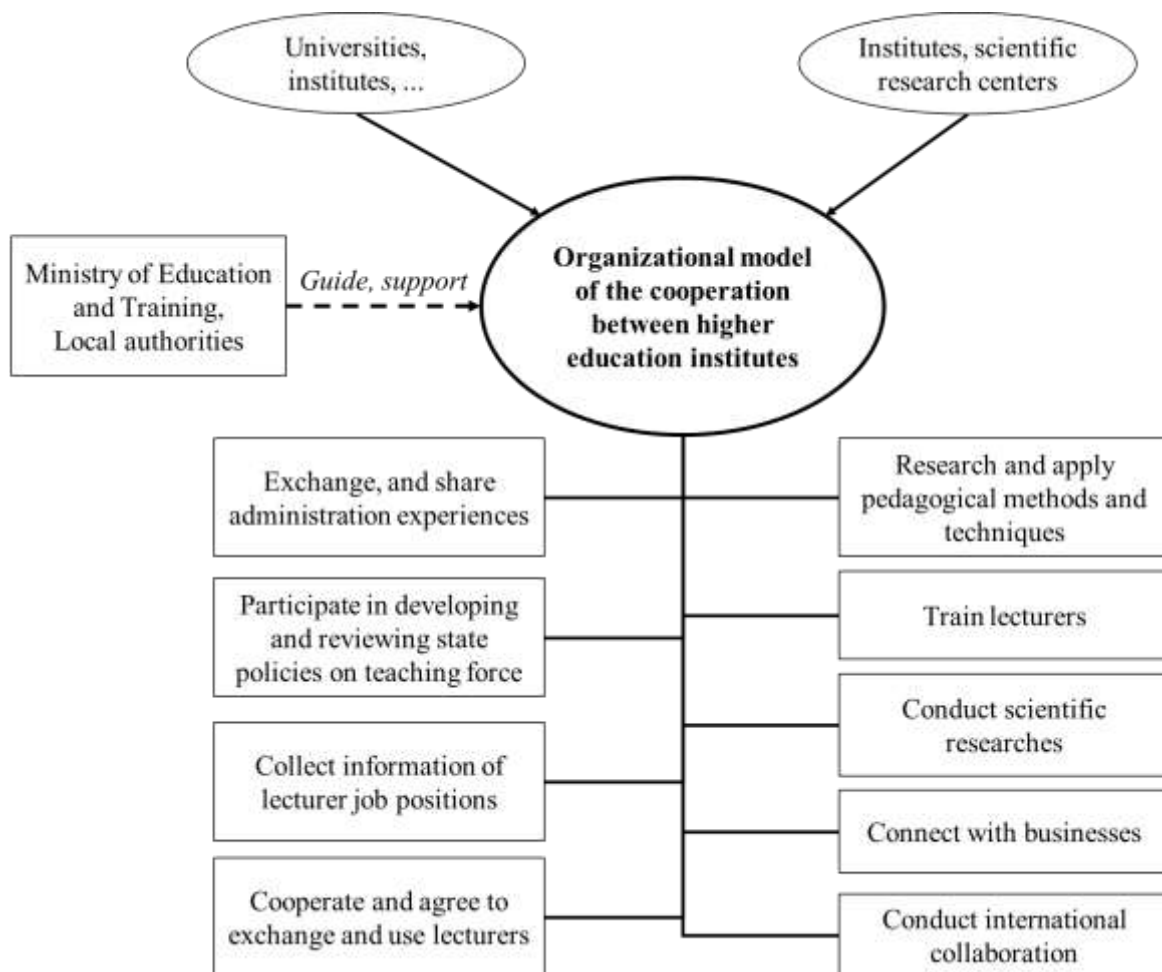 Universities,
institutes, ...
Institutes, scientific
research centers
Organizational model
of the cooperation
between higher
education institutes
Ministry of Education
and Training,
Local authorities
Guide, support
Exchange, and share
administration experiences
Research and apply
pedagogical methods and
techniques
Participate in developing
and reviewing state
policies on teaching force
Train lecturers
Collect information of
lecturer job positions
Conduct scientific
researches
Connect with businesses
Cooperate and agree to
exchange and use lecturers
Conduct international
collaboration